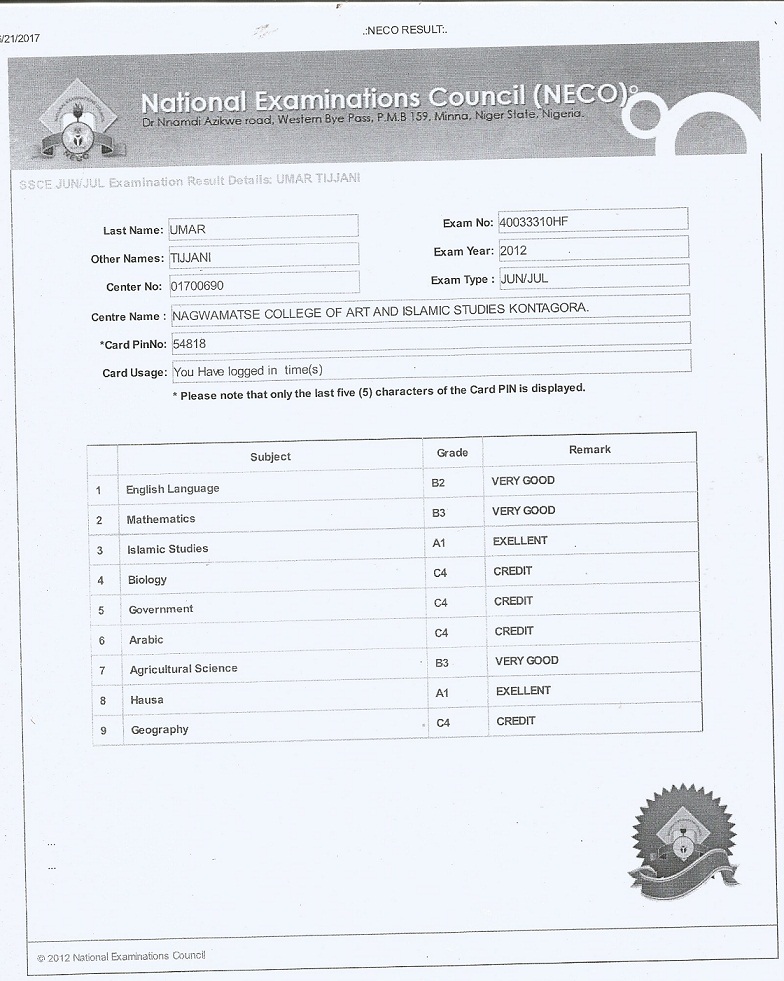 /21/2017
.:NECO RESULT:.
National Examinations Council (NECO)
Dr Nnamdi Azikwe road, Western Bye Pass, P.M.B 159, Minna, Niger State, Nigeria.
NECO
SSCE JUN/JUL Examination Result Details: UMAR TIJJANI
Last Name: UMAR
Exam No: 40033310HF
Other Names: TIJJANI
Exam Year: 2012
Center No: 01700690
Exam Type : JUN/JUL
Centre Name : NAGWAMATSE COLLEGE OF ART AND ISLAMIC STUDIES KONTAGORA.
*Card PinNo: 54818
Card Usage: You Have logged in time(s)
* Please note that only the last five (5) characters of the Card PIN is displayed.
Subject Grade Remark
1 English Language B2 VERY GOOD
2 Mathematics B3 VERY GOOD
3 Islamic Studies A1 EXELLENT
4 Biology C4 CREDIT
5 Government C4 CREDIT
6 Arabic C4 CREDIT
7 Agricultural Science B3 VERY GOOD
8 Hausa A1 EXELLENT
9 Geography C4 CREDIT
...
...
© 2012 National Examinations Council